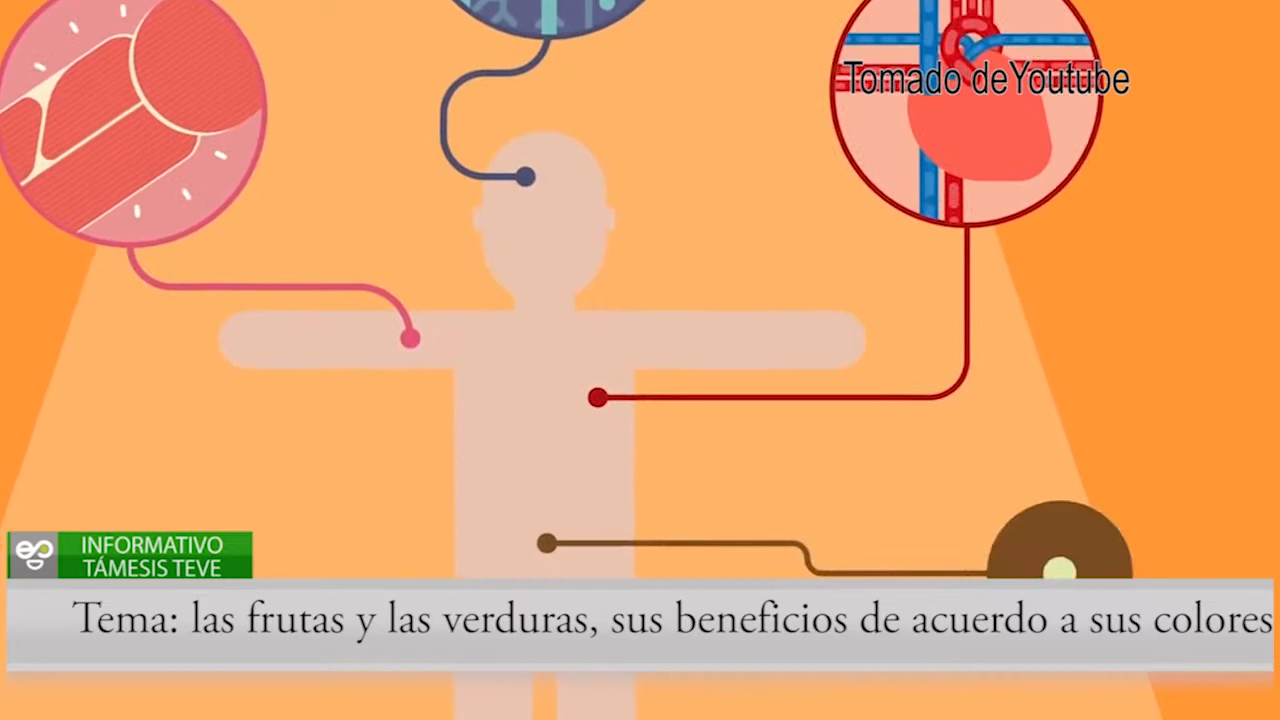 Tomado deYoutube
INFORMATIVO
TÁMESIS TEVE
Tema: las frutas y las verduras, sus beneficios de acuerdo a sus colores